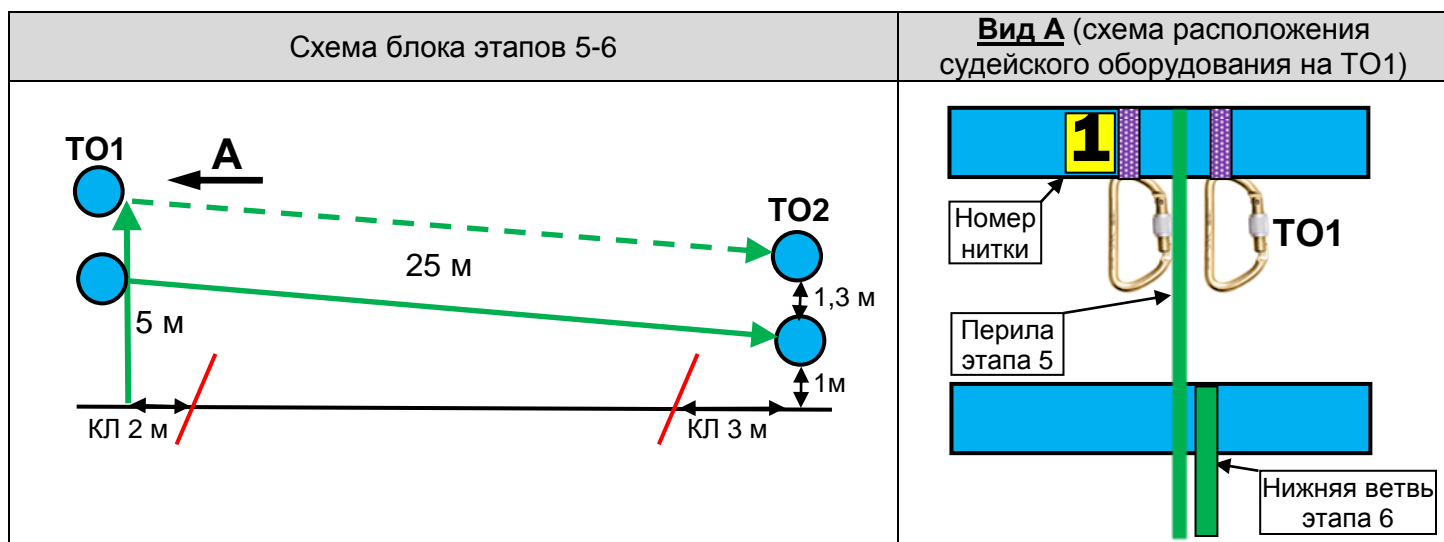 Схема блока этапов 5-6
Вид А (схема расположения
судейского оборудования на ТО1)
ТО1
А
ТО2
25 м
1,3 м
5 м
1м
КЛ 2 м
КЛ 3 м
1
Номер
нитки
ТО1
Перила
этапа 5
Нижняя ветвь
этапа 6